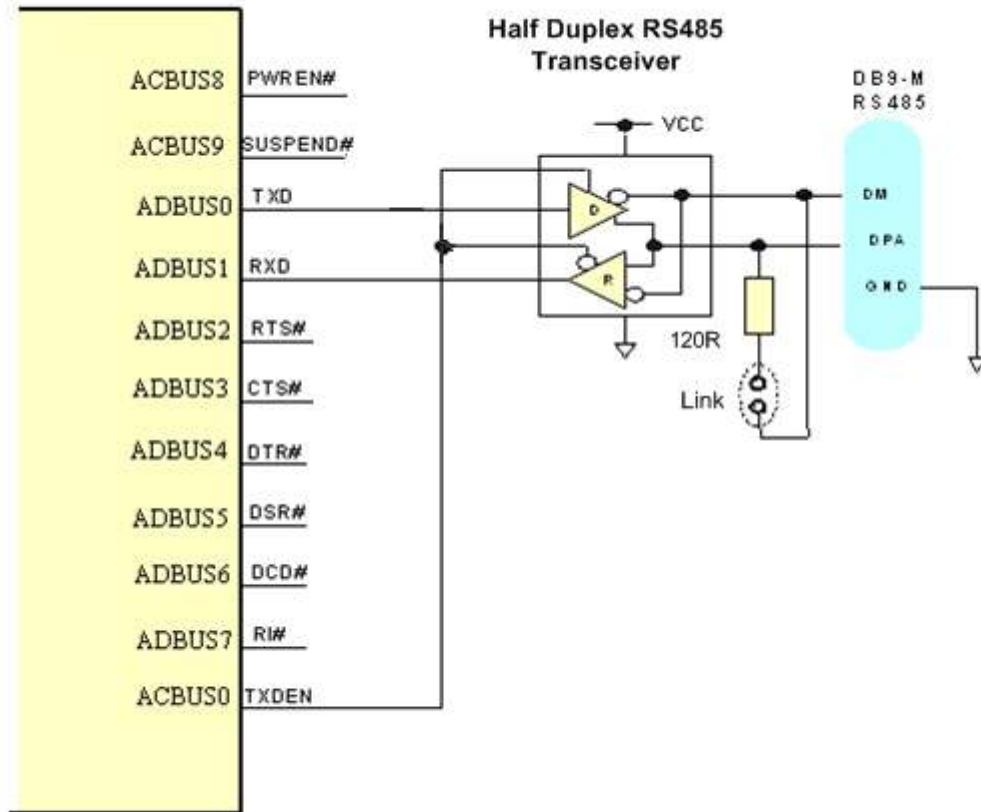 Half Duplex RS485
Transceiver
DB9-M
RS485
VCC
ACBUS8 PWREN#
ACBUS9 SUSPEND#
ADBUS0 TXD
D
DM
DPA
ADBUS1 RXD
R
GND
ADBUS2 RTS#
120R
ADBUS3 CTS#
Link
ADBUS4 DTR#
ADBUS5 DSR#
ADBUS6 DCD#
ADBUS7 RI#
ACBUS0 TXDEN